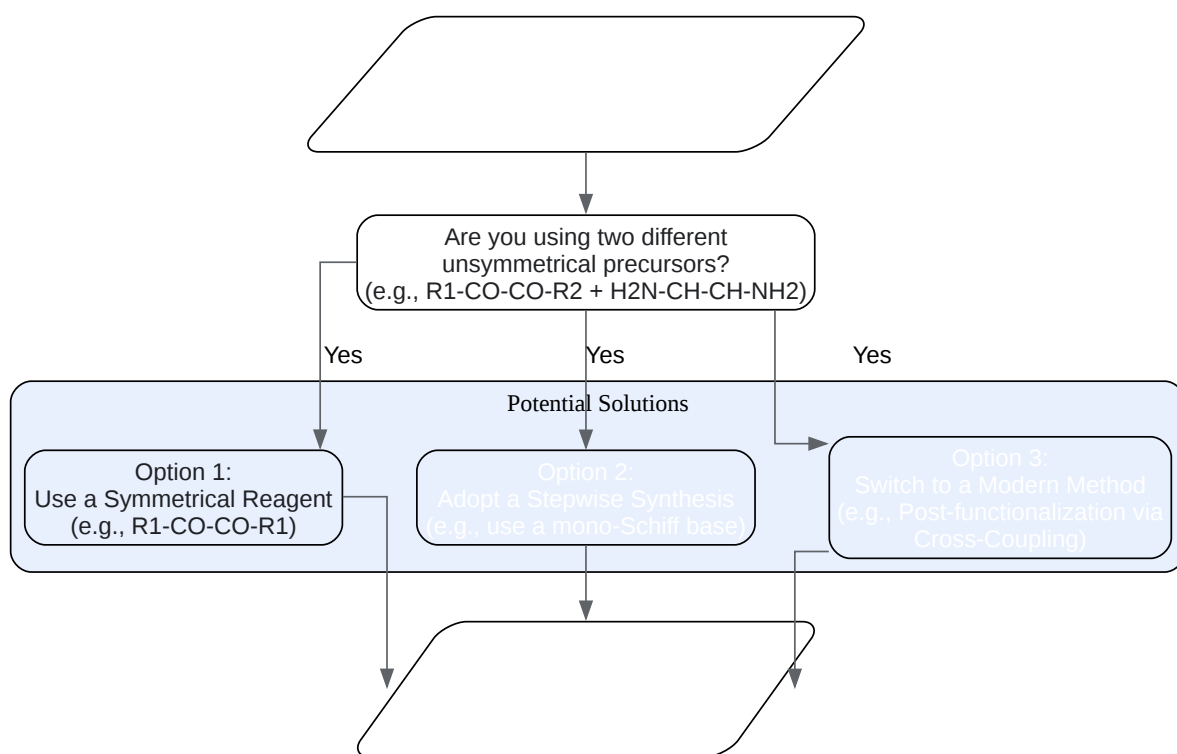 Are you using two different
unsymmetrical precursors?
(e.g., R1-CO-CO-R2 + H2N-CH-CH-NH2)
Yes
Yes
Yes
Potential Solutions
Option 1:
Use a Symmetrical Reagent
(e.g., R1-CO-CO-R1)
Option 2:
Adopt a Stepwise Synthesis
(e.g., use a mono-Schiff base)
Option 3:
Switch to a Modern Method
(e.g., Post-functionalization via
Cross-Coupling)